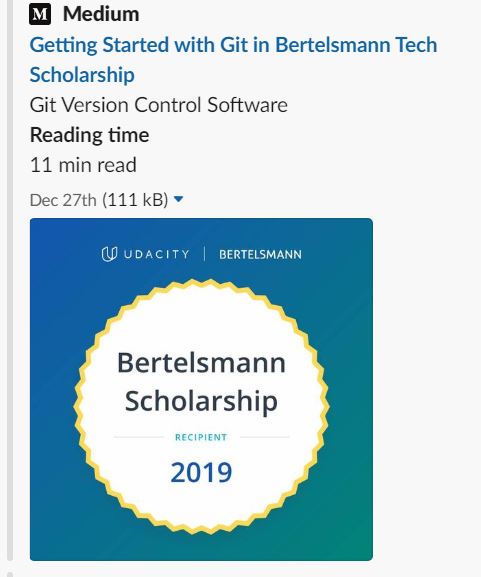 M Medium
Getting Started with Git in Bertelsmann Tech
Scholarship
Git Version Control Software
Reading time
11 min read
Dec 27th (111 kB)
UDACITY | BERTELSMANN
Bertelsmann
Scholarship
RECIPIENT
2019